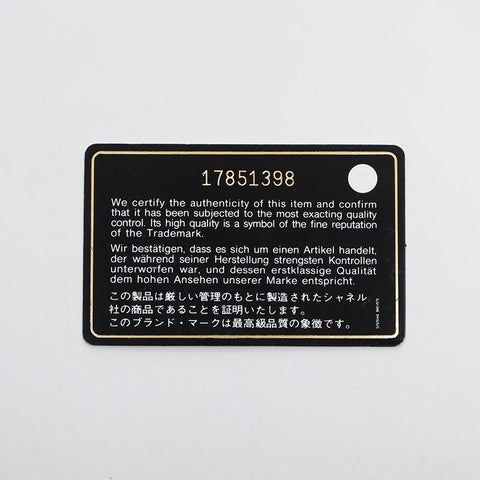 17851398
We certify the authenticity of this item and confirm
that it has been subjected to the most exacting quality
control. Its high quality is a symbol of the fine reputation
of the Trademark.
Wir bestätigen, dass es sich um einen Artikel handelt,
der während seiner Herstellung strengsten Kontrollen
unterworfen war, und dessen erstklassige Qualität
dem hohen Ansehen unserer Marke entspricht.
この製品は厳しい管理のもとに製造されたシャネル
社の商品であることを証明いたします。
このブランド・マークは最高級品質の象徴です。